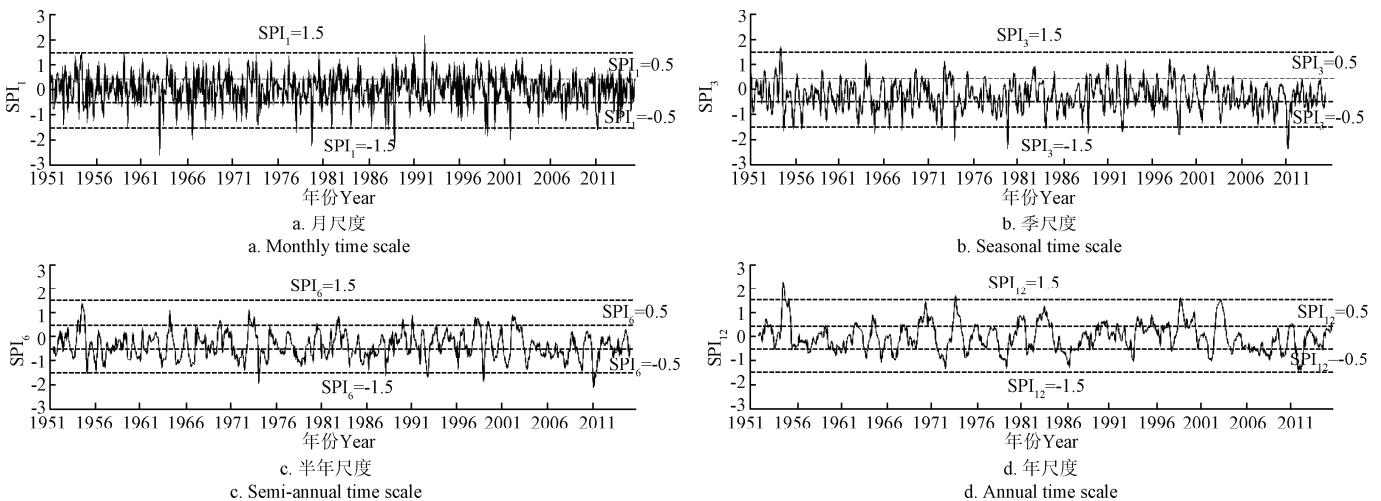 3
2
1
0
-1
-2
-3
SPI₁
SPI₁=1.5
SPI₁=0.5
SPI₁=-0.5
SPI₁=-1.5
1951 1956 1961 1966 1971 1976 1981 1986 1991 1996 2001 2006 2011
年份Year
a. 月尺度
a. Monthly time scale
3
2
1
0
-1
-2
-3
SPI₃
SPI₃=1.5
SPI₃=0.5
SPI₃=-0.5
SPI₃=-1.5
1951 1956 1961 1966 1971 1976 1981 1986 1991 1996 2001 2006 2011
年份Year
b. 季尺度
b. Seasonal time scale
3
2
1
0
-1
-2
-3
SPI₆
SPI₆=1.5
SPI₆=0.5
SPI₆=-0.5
SPI₆=-1.5
1951 1956 1961 1966 1971 1976 1981 1986 1991 1996 2001 2006 2011
年份Year
c. 半年尺度
c. Semi-annual time scale
3
2
1
0
-1
-2
-3
SPI₁₂
SPI₁₂=1.5
SPI₁₂=0.5
SPI₁₂=-0.5
SPI₁₂=-1.5
1951 1956 1961 1966 1971 1976 1981 1986 1991 1996 2001 2006 2011
年份Year
d. 年尺度
d. Annual time scale